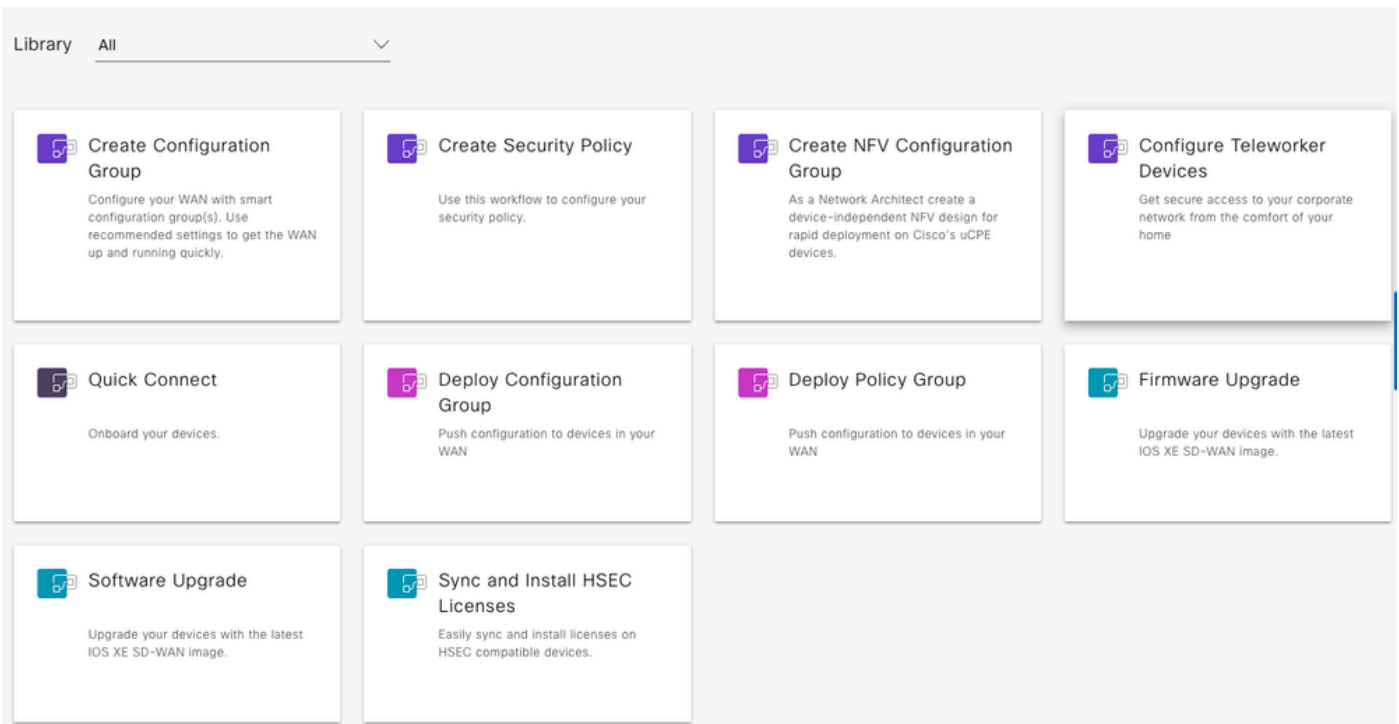 Library All
Create Configuration
Group
Configure your WAN with smart
configuration group(s). Use
recommended settings to get the WAN
up and running quickly.
Create Security Policy
Use this workflow to configure your
security policy.
Create NFV Configuration
Group
As a Network Architect create a
device-independent NFV design for
rapid deployment on Cisco's uCPE
devices.
Configure Teleworker
Devices
Get secure access to your corporate
network from the comfort of your
home
Quick Connect
Onboard your devices.
Deploy Configuration
Group
Push configuration to devices in your
WAN
Deploy Policy Group
Push configuration to devices in your
WAN
Firmware Upgrade
Upgrade your devices with the latest
IOS XE SD-WAN image.
Software Upgrade
Upgrade your devices with the latest
IOS XE SD-WAN image.
Sync and Install HSEC
Licenses
Easily sync and install licenses on
HSEC compatible devices.